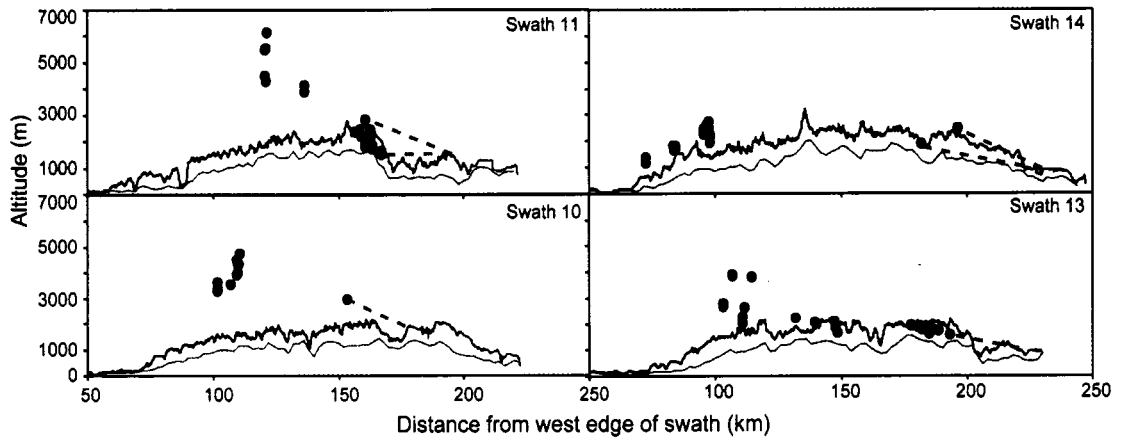 7000
5000
3000
1000
Swath 11
Swath 14
Altitude (m)
7000
5000
3000
1000
0
Swath 10
Swath 13
50 100 150 200 250 100 150 200 250
Distance from west edge of swath (km)